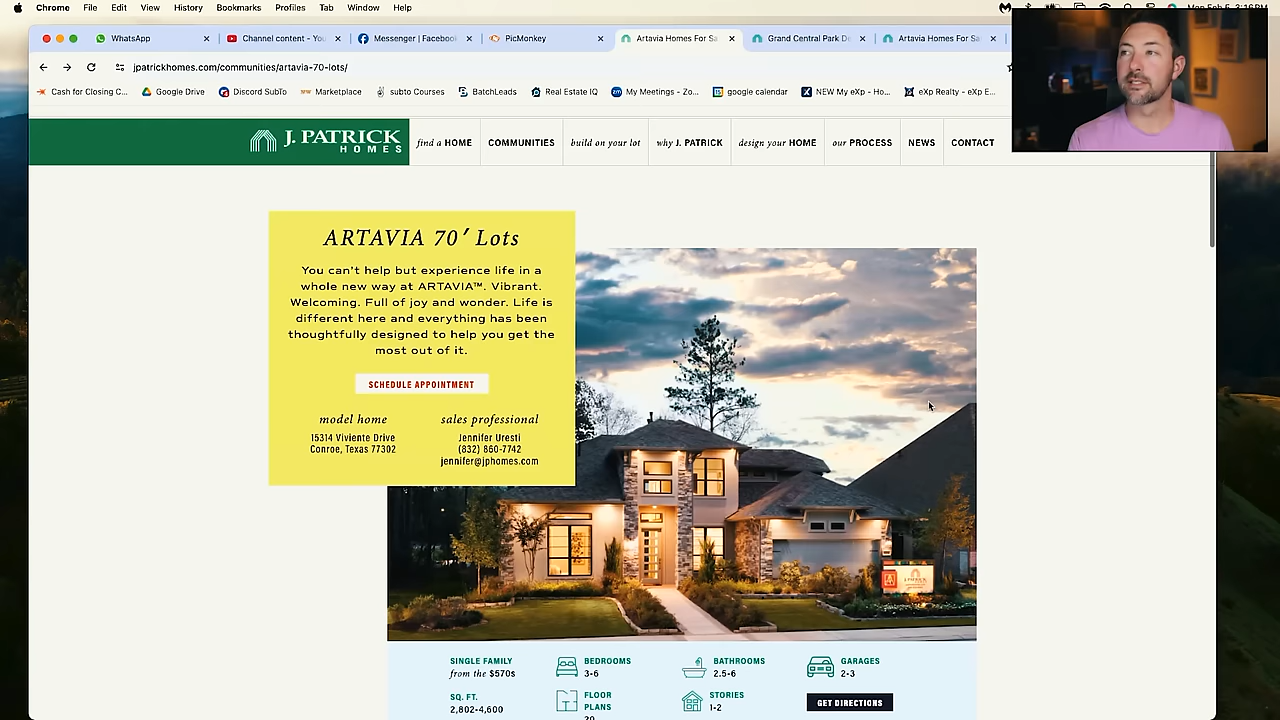 Chrome File Edit View History Bookmarks Profiles Tab Window Help
WhatsApp
Channel content - You
Messenger | Facebook
PicMonkey
Artavia Homes For Sa
Grand Central Park D
Artavia Homes For Sa
jpatrickhomes.com/communities/artavia-70-lots/
Cash for Closing C...
Google Drive
Discord SubTo
Marketplace
subto Co
BatchLeads
Real Estate IQ
My Meetings - Zo...
google calendar
NEW My eXp - Ho...
eXp Realty - eXp E...
J. PATRICK
HOMES
find a HOME
COMMUNITIES
build on your lot
why J. PATRICK
design your HOME
our PROCESS
NEWS
CONTACT
ARTAVIA 70′ Lots
You can't help but experience life in a
whole new way at ARTAVIA™. Vibrant.
Welcoming. Full of joy and wonder. Life is
different here and everything has been
thoughtfully designed to help you get the
most out of it.
SCHEDULE APPOINTMENT
model home
15314 Viviente Drive
Conroe, Texas 77302
sales professional
Jennifer Uresti
(832) 860-7742
jennifer@jphomes.com
SINGLE FAMILY
from the $570s
BEDROOMS
3-6
BATHROOMS
2.5-6
GARAGES
2-3
SQ. FT.
2,802-4,600
FLOOR
PLANS
20
STORIES
1-2
GET DIRECTIONS